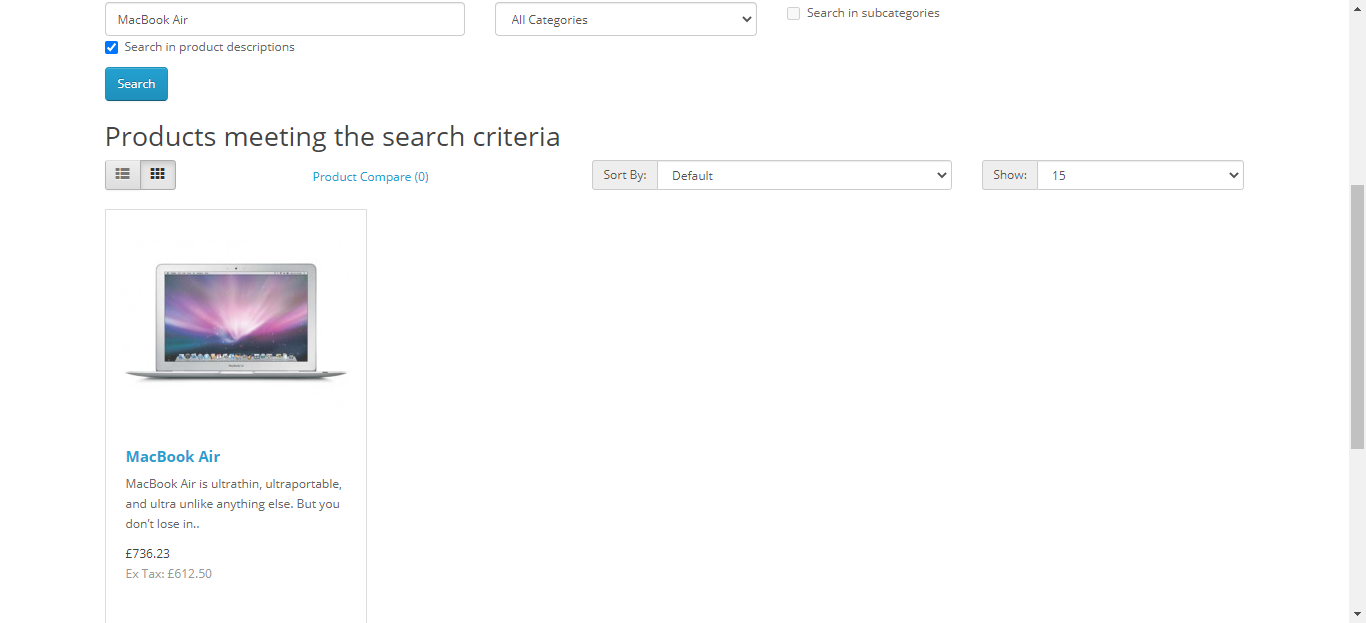 MacBook Air
All Categories
Search in subcategories
Search in product descriptions
Search
Products meeting the search criteria
Product Compare (0)
Sort By:
Default
Show:
15
MacBook Air
MacBook Air is ultrathin, ultraportable,
and ultra unlike anything else. But you
don’t lose in..
£736.23
Ex Tax: £612.50